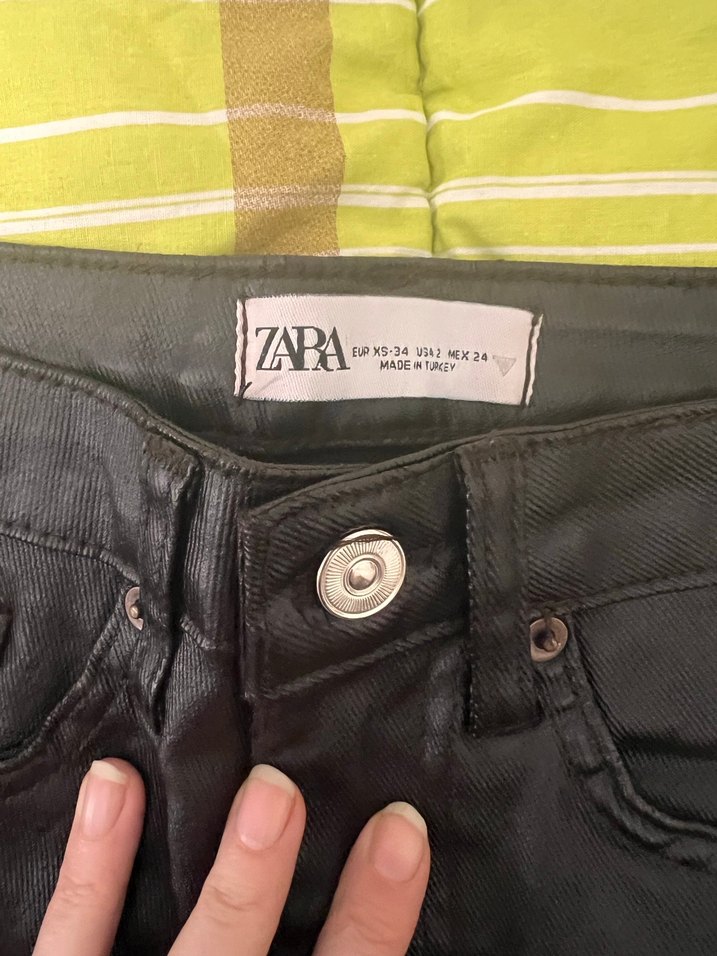 ZARA
EUR XS-34 USA 2 MEX 24
MADE IN TURKEY